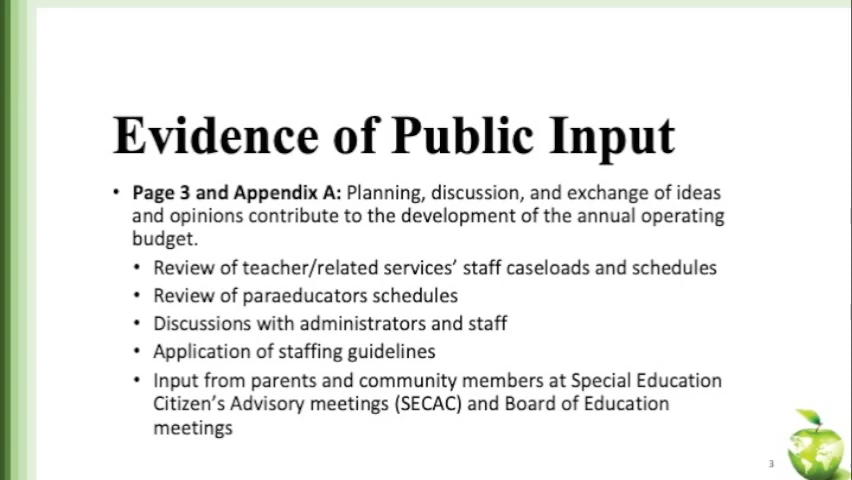 Evidence of Public Input
• Page 3 and Appendix A: Planning, discussion, and exchange of ideas
and opinions contribute to the development of the annual operating
budget.
• Review of teacher/related services’ staff caseloads and schedules
• Review of paraeducators schedules
• Discussions with administrators and staff
• Application of staffing guidelines
• Input from parents and community members at Special Education
Citizen’s Advisory meetings (SECAC) and Board of Education
meetings
3